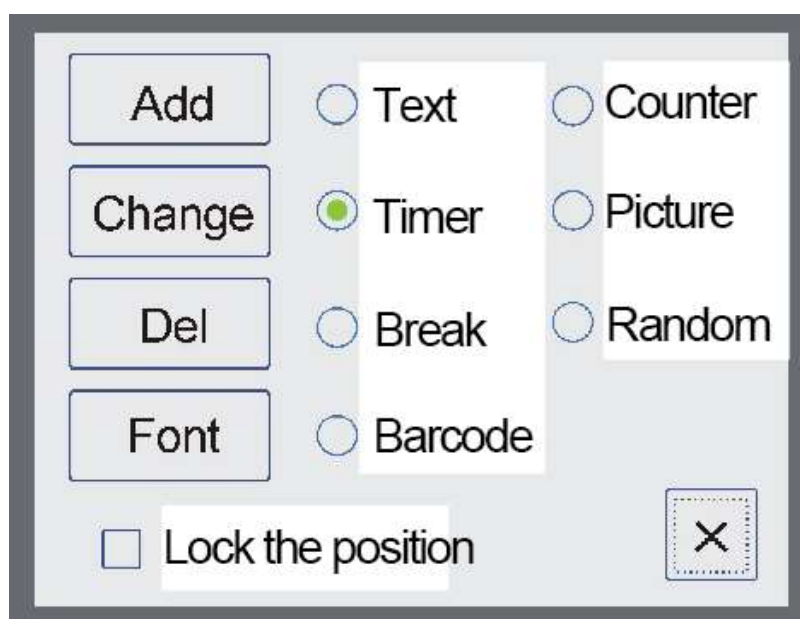 Add Text Counter
Change Timer Picture
Del Break Random
Font Barcode
Lock the position